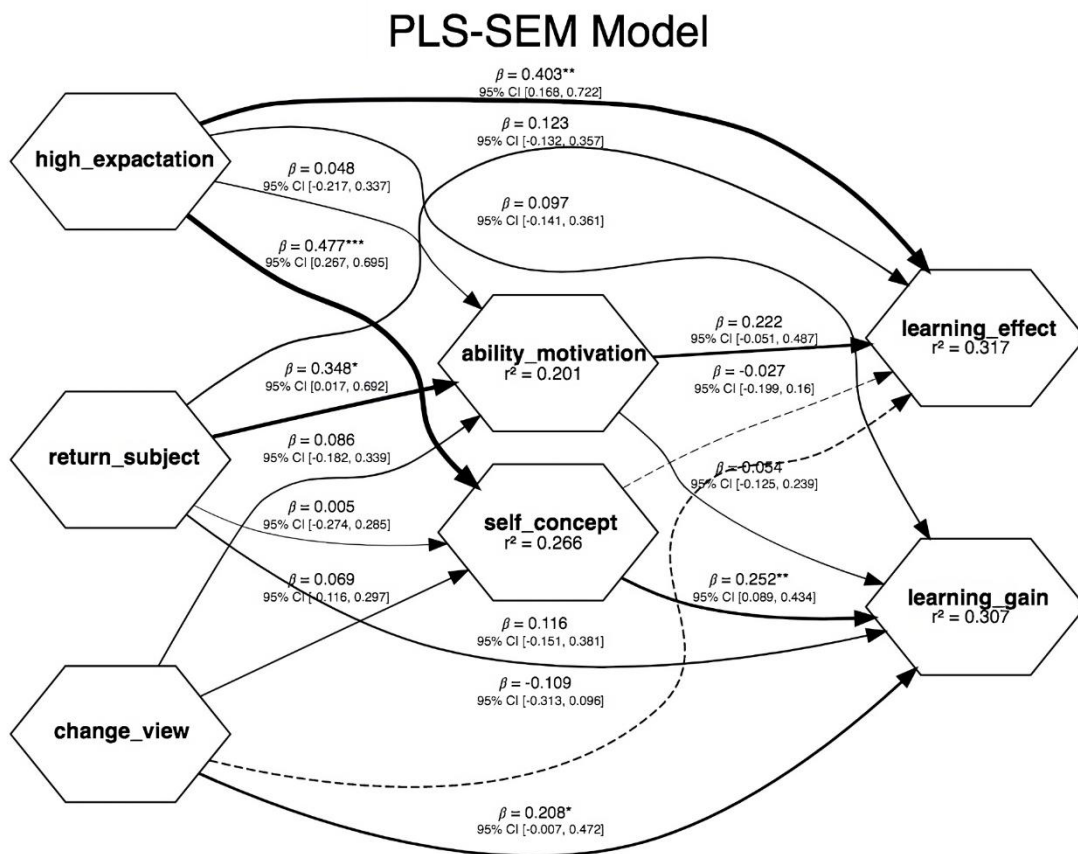 PLS-SEM Model
β = 0.403**
95% CI [0.168, 0.722]
β = 0.123
95% CI [-0.132, 0.357]
high_expactation
β = 0.048
95% CI [-0.217, 0.337]
β = 0.097
95% CI [-0.141, 0.361]
β = 0.477***
95% CI [0.267, 0.695]
ability_motivation
r² = 0.201
β = 0.222
95% CI [-0.051, 0.487]
learning_effect
r² = 0.317
β = 0.348*
95% CI [0.017, 0.692]
β = -0.027
95% CI [-0.199, 0.16]
return_subject
β = 0.086
95% CI [-0.182, 0.339]
β = 0.054
95% CI [-0.125, 0.239]
β = 0.005
95% CI [-0.274, 0.285]
self_concept
r² = 0.266
β = 0.069
95% CI [-0.116, 0.297]
β = 0.252**
95% CI [0.089, 0.434]
learning_gain
r² = 0.307
β = 0.116
95% CI [-0.151, 0.381]
β = -0.109
95% CI [-0.313, 0.096]
change_view
β = 0.208*
95% CI [-0.007, 0.472]